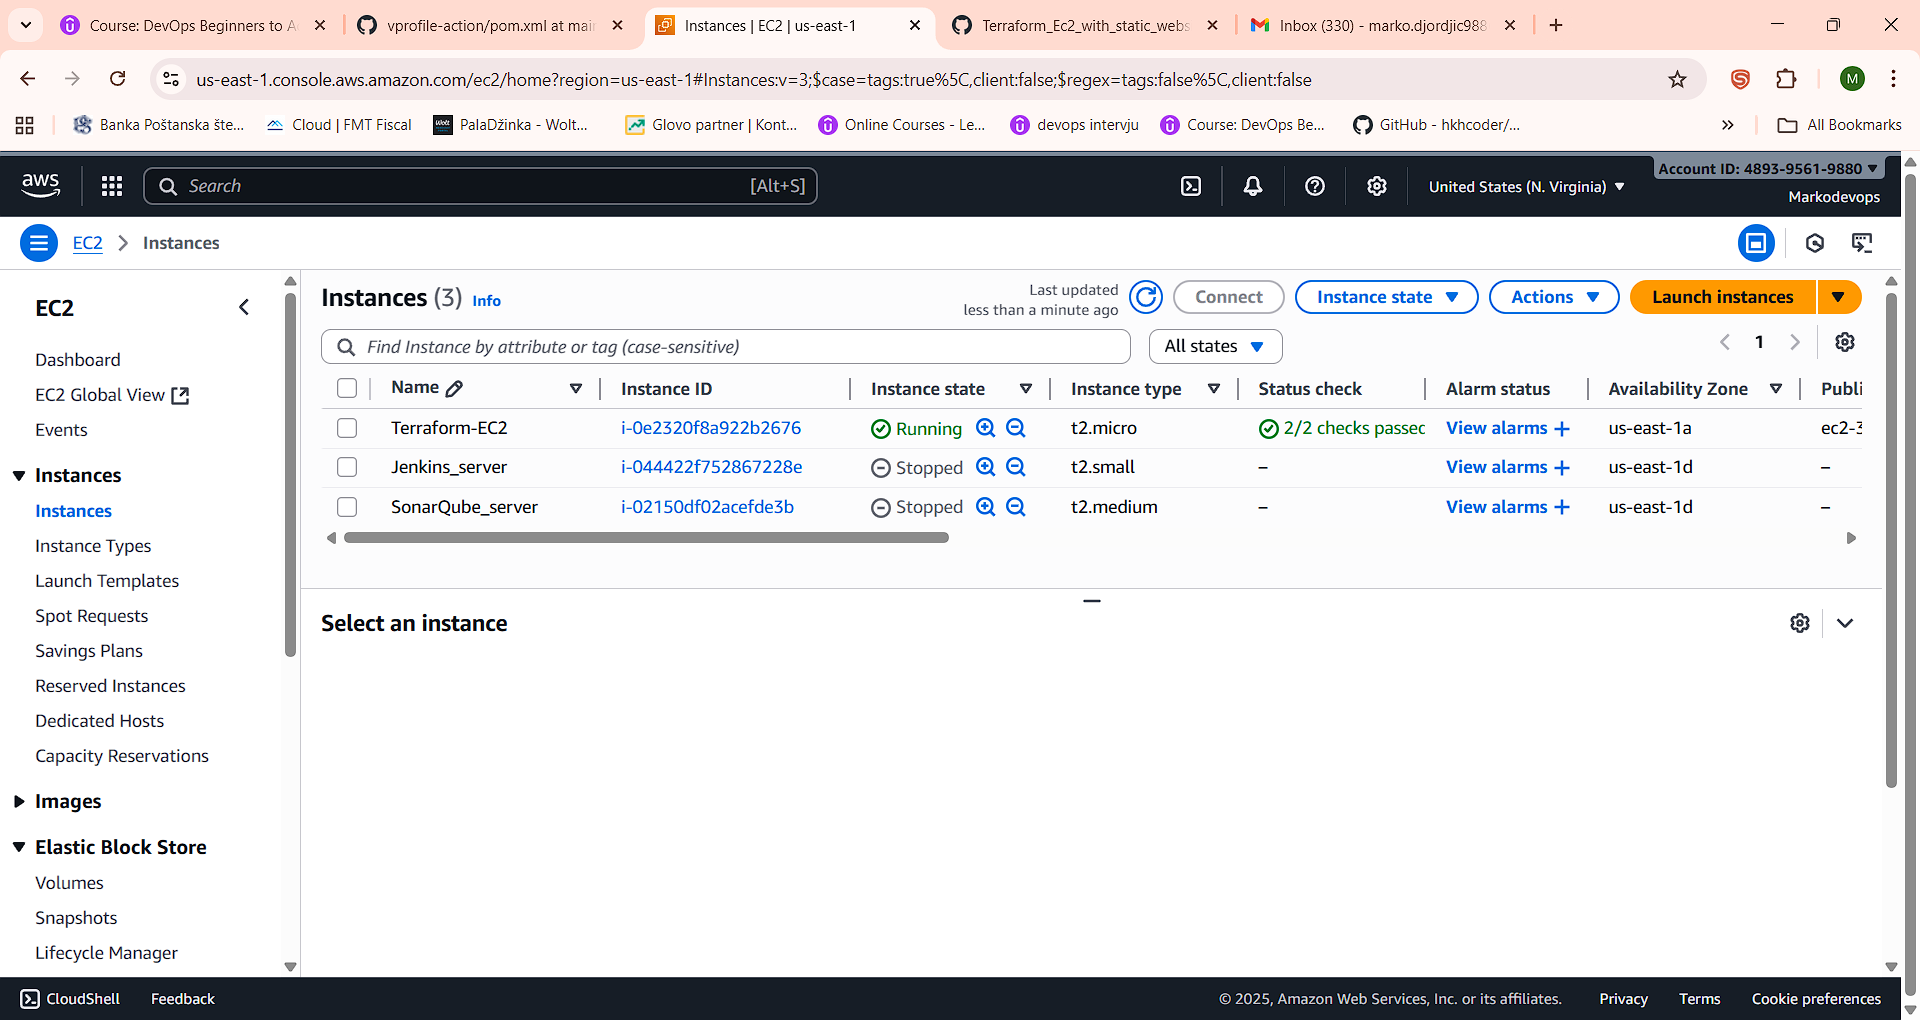 Course: DevOps Beginners to A
vprofile-action/pom.xml at mai
Instances | EC2 | us-east-1
Terraform_Ec2_with_static_webs
Inbox (330) - marko.djordjic988
us-east-1.console.aws.amazon.com/ec2/home?region=us-east-1#Instances:v=3;$case=tags:true%5C,client:false;$regex=tags:false%5C,client:false
M
Banka Poštanska šte...
Cloud | FMT Fiscal
Wolt
PalaDžinka - Wolt...
Glovo partner | Kont...
Online Courses - Le...
devops intervju
Course: DevOps Be...
GitHub - hkhcoder/...
All Bookmarks
aws
Search
[Alt+S]
United States (N. Virginia)
Account ID: 4893-9561-9880
Markodevops
EC2
Instances
EC2
Dashboard
EC2 Global View
Events
Instances
Instances
Instance Types
Launch Templates
Spot Requests
Savings Plans
Reserved Instances
Dedicated Hosts
Capacity Reservations
Images
Elastic Block Store
Volumes
Snapshots
Lifecycle Manager
Instances (3) Info
Last updated
less than a minute ago
Connect
Instance state
Actions
Launch instances
Find Instance by attribute or tag (case-sensitive)
All states
1
Name Instance ID Instance state Instance type Status check Alarm status Availability Zone Publi
Terraform-EC2 i-0e2320f8a922b2676 Running t2.micro 2/2 checks passed View alarms + us-east-1a ec2-3
Jenkins_server i-044422f752867228e Stopped t2.small – View alarms + us-east-1d –
SonarQube_server i-02150df02acefde3b Stopped t2.medium – View alarms + us-east-1d –
Select an instance
CloudShell
Feedback
© 2025, Amazon Web Services, Inc. or its affiliates.
Privacy
Terms
Cookie preferences